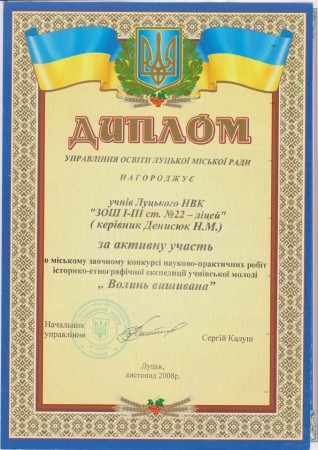 ДИПЛОМ
УПРАВЛІННЯ ОСВІТИ ЛУЦЬКОЇ МІСЬКОЇ РАДИ
НАГОРОДЖУЄ
учнів Луцького НВК
"ЗОШ І-ІІІ ст. №22 – ліцей"
( керівник Денисюк Н.М.)
за активну участь
в міському заочному конкурсі науково-практичних робіт
історико-етнографічної експедиції учнівської молоді
„ Волинь вишивана”
Начальник
управління
Сергій Калуш
Луцьк,
листопад 2008р.